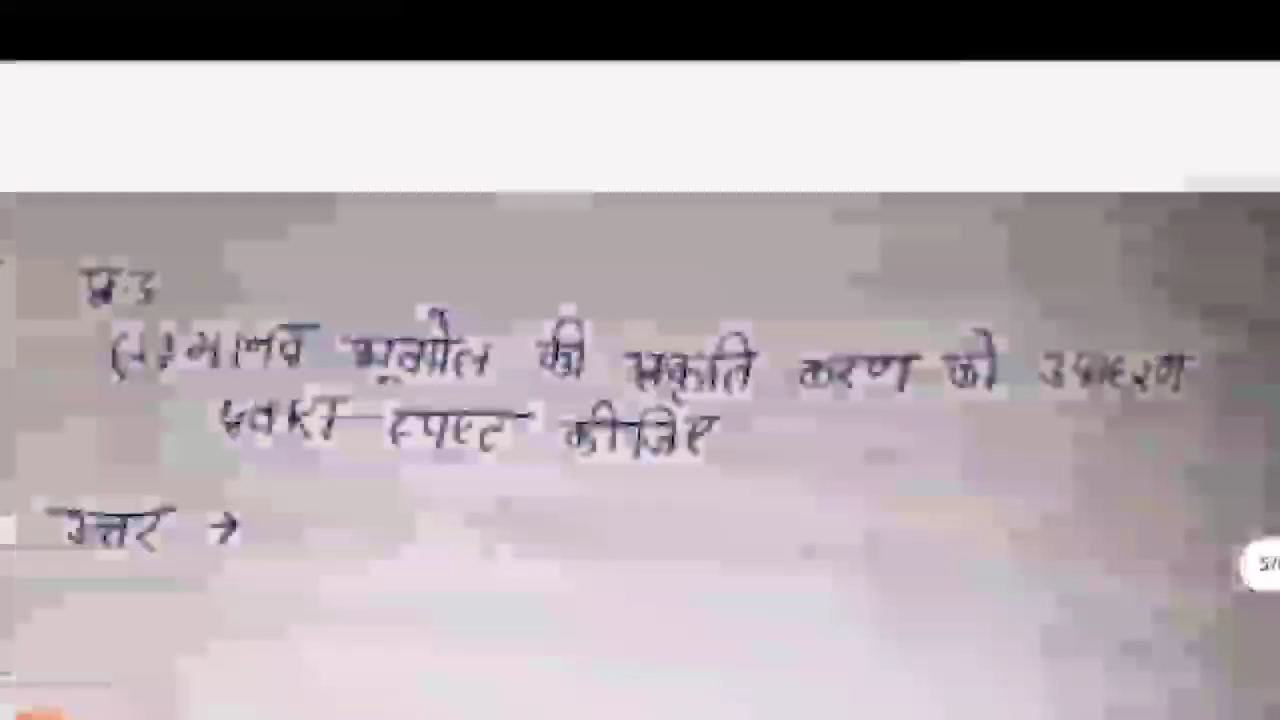 प्र.3
मानव भूगोल की प्रकृति करण को उदाहरण
स्पष्ट कीजिए
उत्तर →